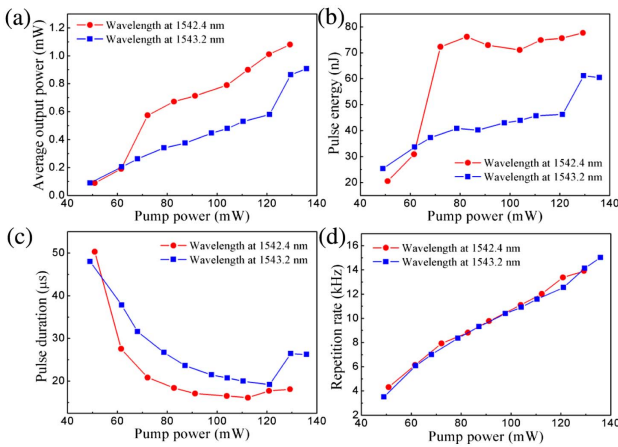 (a)
Wavelength at 1542.4 nm
Wavelength at 1543.2 nm
Average output power (mW)
1.2
1.0
0.8
0.6
0.4
0.2
0.0
40 60 80 100 120 140
Pump power (mW)
(b)
Pulse energy (nJ)
80
70
60
50
40
30
20
Wavelength at 1542.4 nm
Wavelength at 1543.2 nm
40 60 80 100 120 140
Pump power (mW)
(c)
Wavelength at 1542.4 nm
Wavelength at 1543.2 nm
Pulse duration (μs)
50
40
30
20
40 60 80 100 120 140
Pump power (mW)
(d)
Wavelength at 1542.4 nm
Wavelength at 1543.2 nm
Repetition rate (kHz)
16
14
12
10
8
6
4
2
40 60 80 100 120 140
Pump power (mW)